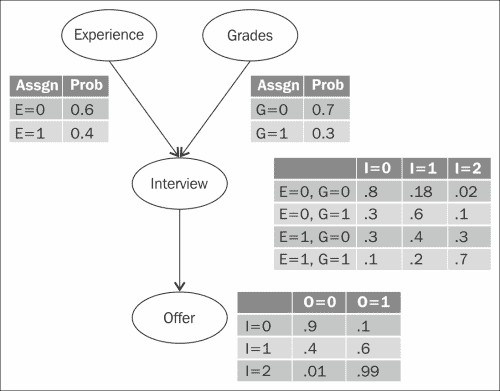 Experience
Grades
Assgn Prob
E=0 0.6
E=1 0.4
Assgn Prob
G=0 0.7
G=1 0.3
Interview
I=0 I=1 I=2
E=0, G=0 .8 .18 .02
E=0, G=1 .3 .6 .1
E=1, G=0 .3 .4 .3
E=1, G=1 .1 .2 .7
Offer
O=0 O=1
I=0 .9 .1
I=1 .4 .6
I=2 .01 .99